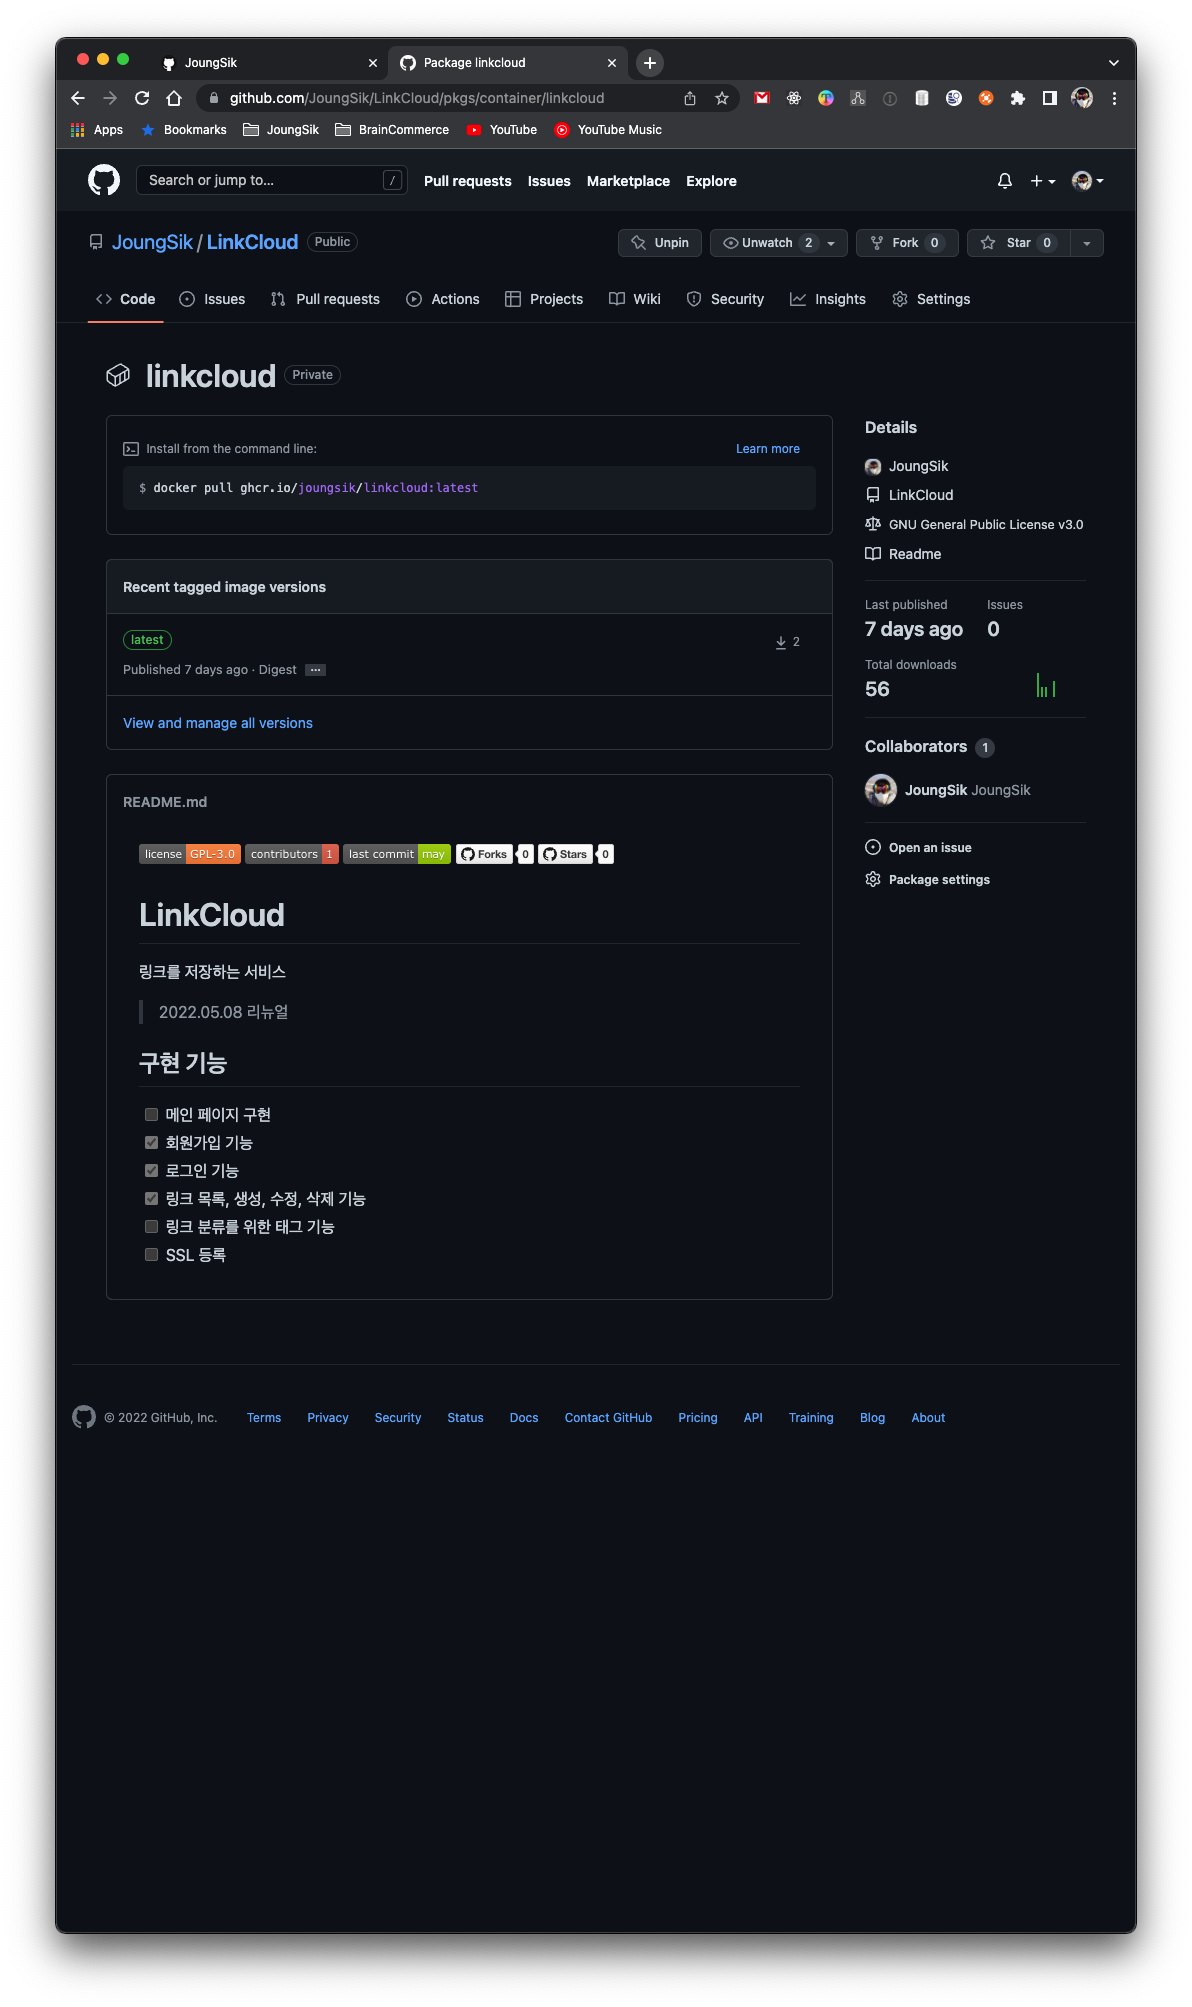 JoungSik
Package linkcloud
github.com/JoungSik/LinkCloud/pkgs/container/linkcloud
Apps Bookmarks JoungSik BrainCommerce YouTube YouTube Music
Search or jump to... / Pull requests Issues Marketplace Explore
JoungSik / LinkCloud Public Unpin Unwatch 2 Fork 0 Star 0
Code Issues Pull requests Actions Projects Wiki Security Insights Settings
linkcloud Private
Install from the command line: Learn more
$ docker pull ghcr.io/joungsik/linkcloud:latest
Recent tagged image versions
latest 2
Published 7 days ago · Digest ...
View and manage all versions
README.md
license GPL-3.0 contributors 1 last commit may Forks 0 Stars 0
LinkCloud
링크를 저장하는 서비스
2022.05.08 리뉴얼
구현 기능
메인 페이지 구현
회원가입 기능
로그인 기능
링크 목록, 생성, 수정, 삭제 기능
링크 분류를 위한 태그 기능
SSL 등록
Details
JoungSik
LinkCloud
GNU General Public License v3.0
Readme
Last published Issues
7 days ago 0
Total downloads
56
Collaborators 1
JoungSik JoungSik
Open an issue
Package settings
© 2022 GitHub, Inc. Terms Privacy Security Status Docs Contact GitHub Pricing API Training Blog About